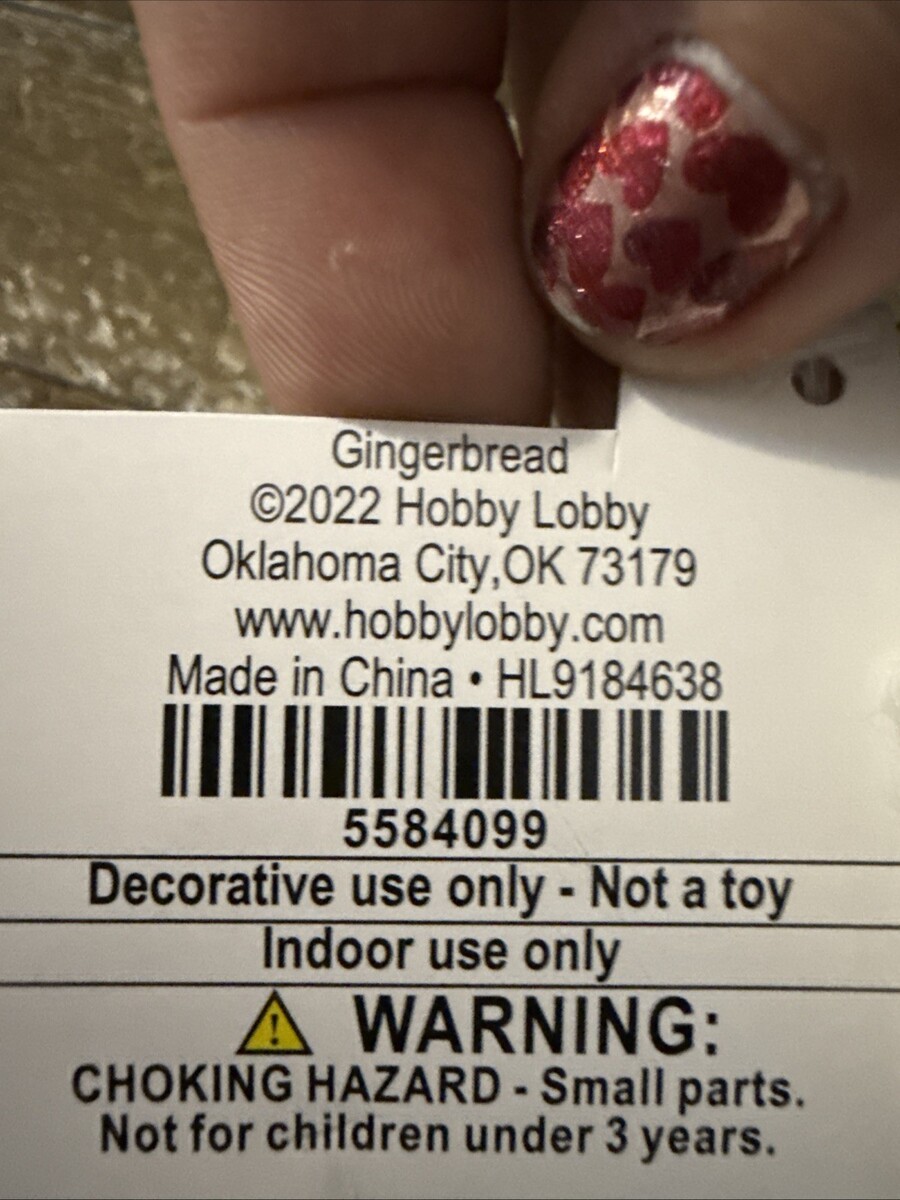 Gingerbread
©2022 Hobby Lobby
Oklahoma City,OK 73179
www.hobbylobby.com
Made in China • HL9184638
5584099
Decorative use only - Not a toy
Indoor use only
WARNING:
CHOKING HAZARD - Small parts.
Not for children under 3 years.